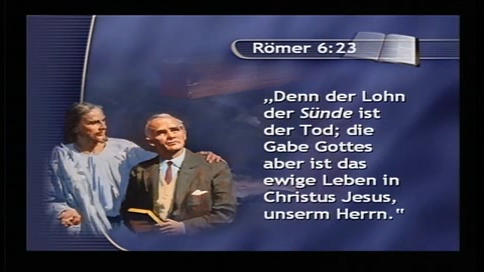 Römer 6:23
„Denn der Lohn
der Sünde ist
der Tod; die
Gabe Gottes
aber ist das
ewige Leben in
Christus Jesus,
unserm Herrn."